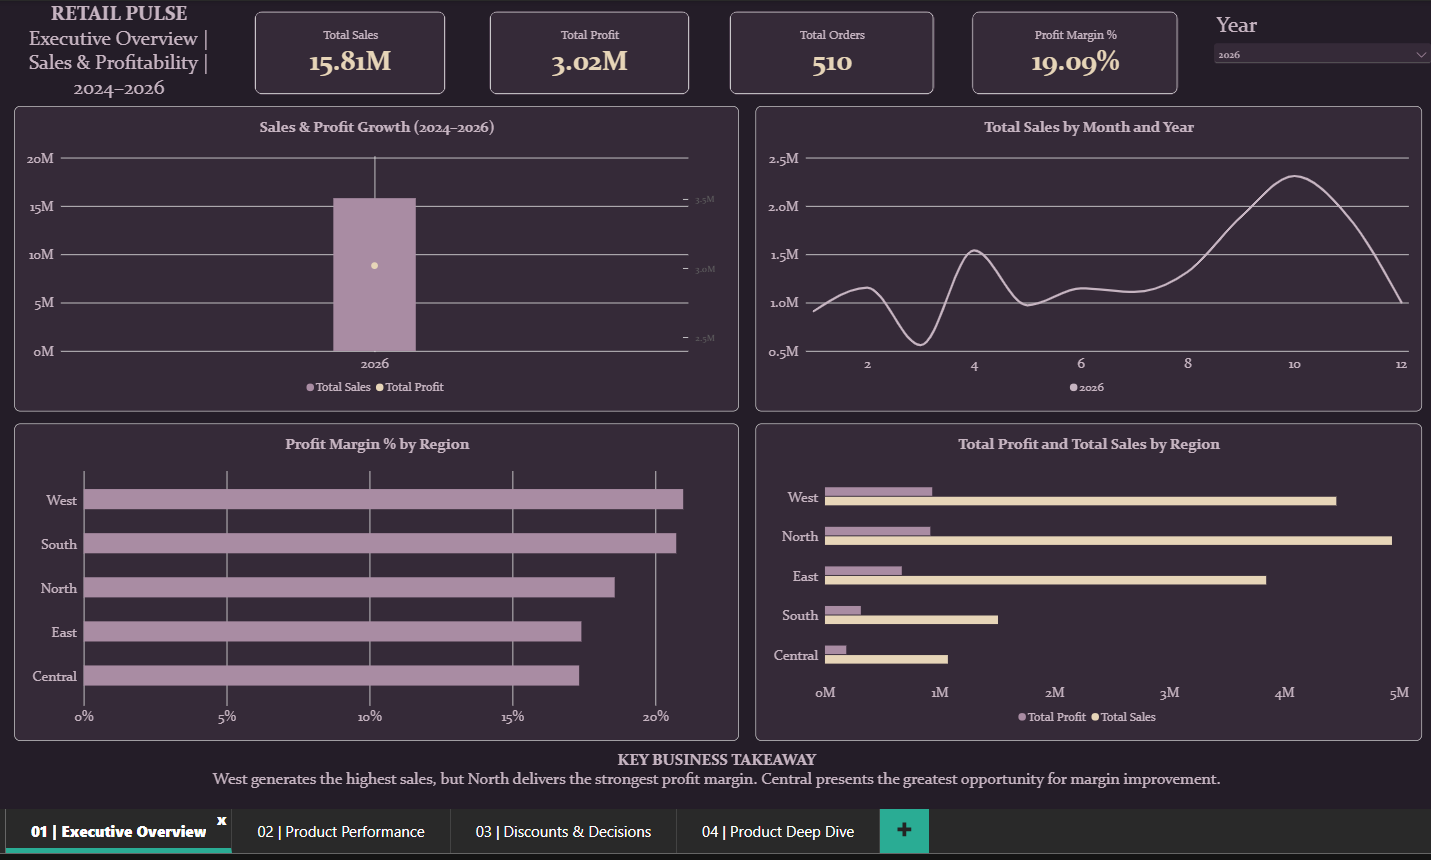 RETAIL PULSE
Executive Overview |
Sales & Profitability |
2024–2026
Total Sales
15.81M
Total Profit
3.02M
Total Orders
510
Profit Margin %
19.09%
Year
2026
Sales & Profit Growth (2024–2026)
20M
15M
10M
5M
0M
3.5M
3.0M
2.5M
2026
Total Sales Total Profit
Total Sales by Month and Year
2.5M
2.0M
1.5M
1.0M
0.5M
2 4 6 8 10 12
2026
Profit Margin % by Region
West
South
North
East
Central
0% 5% 10% 15% 20%
Total Profit and Total Sales by Region
West
North
East
South
Central
0M 1M 2M 3M 4M 5M
Total Profit Total Sales
KEY BUSINESS TAKEAWAY
West generates the highest sales, but North delivers the strongest profit margin. Central presents the greatest opportunity for margin improvement.
01 | Executive Overview x 02 | Product Performance 03 | Discounts & Decisions 04 | Product Deep Dive +